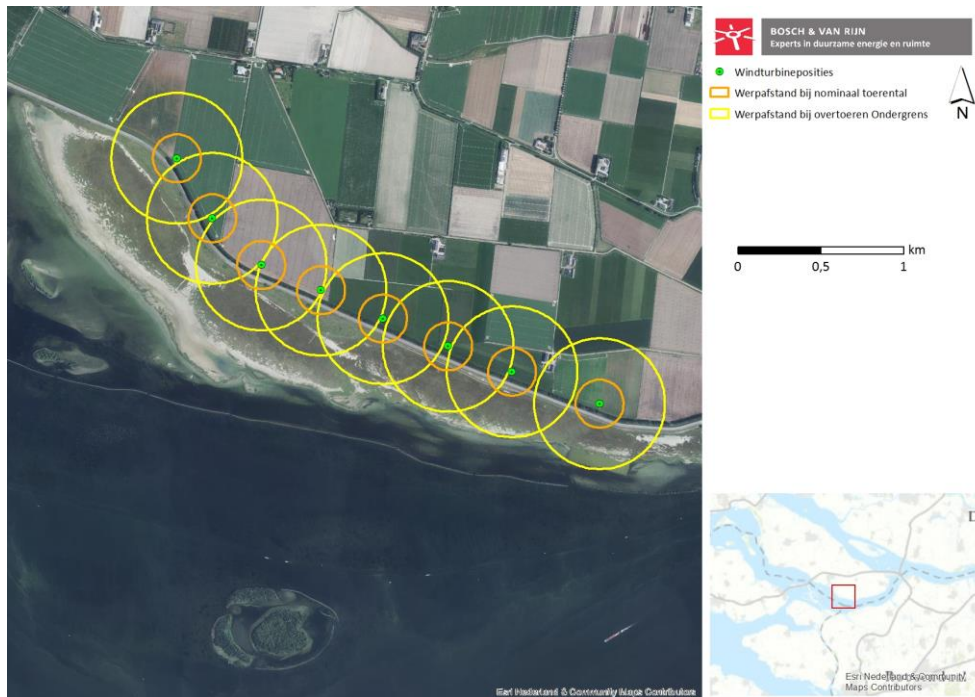 BOSCH & VAN RIJN
Experts in duurzame energie en ruimte
Windturbineposities
Werpafstand bij nominaal toerental
Werpafstand bij overtoeren Ondergrens
N
km
0 0,5 1
D
Esri Nederland & Community
Maps Contributors
Esri Nederland & Community Maps Contributors